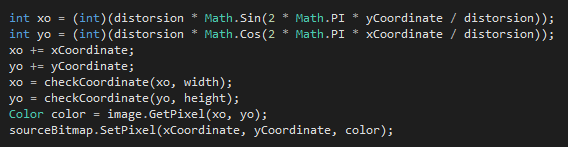 int xo = (int)(distorsion * Math.Sin(2 * Math.PI * yCoordinate / distorsion));
int yo = (int)(distorsion * Math.Cos(2 * Math.PI * xCoordinate / distorsion));
xo += xCoordinate;
yo += yCoordinate;
xo = checkCoordinate(xo, width);
yo = checkCoordinate(yo, height);
Color color = image.GetPixel(xo, yo);
sourceBitmap.SetPixel(xCoordinate, yCoordinate, color);